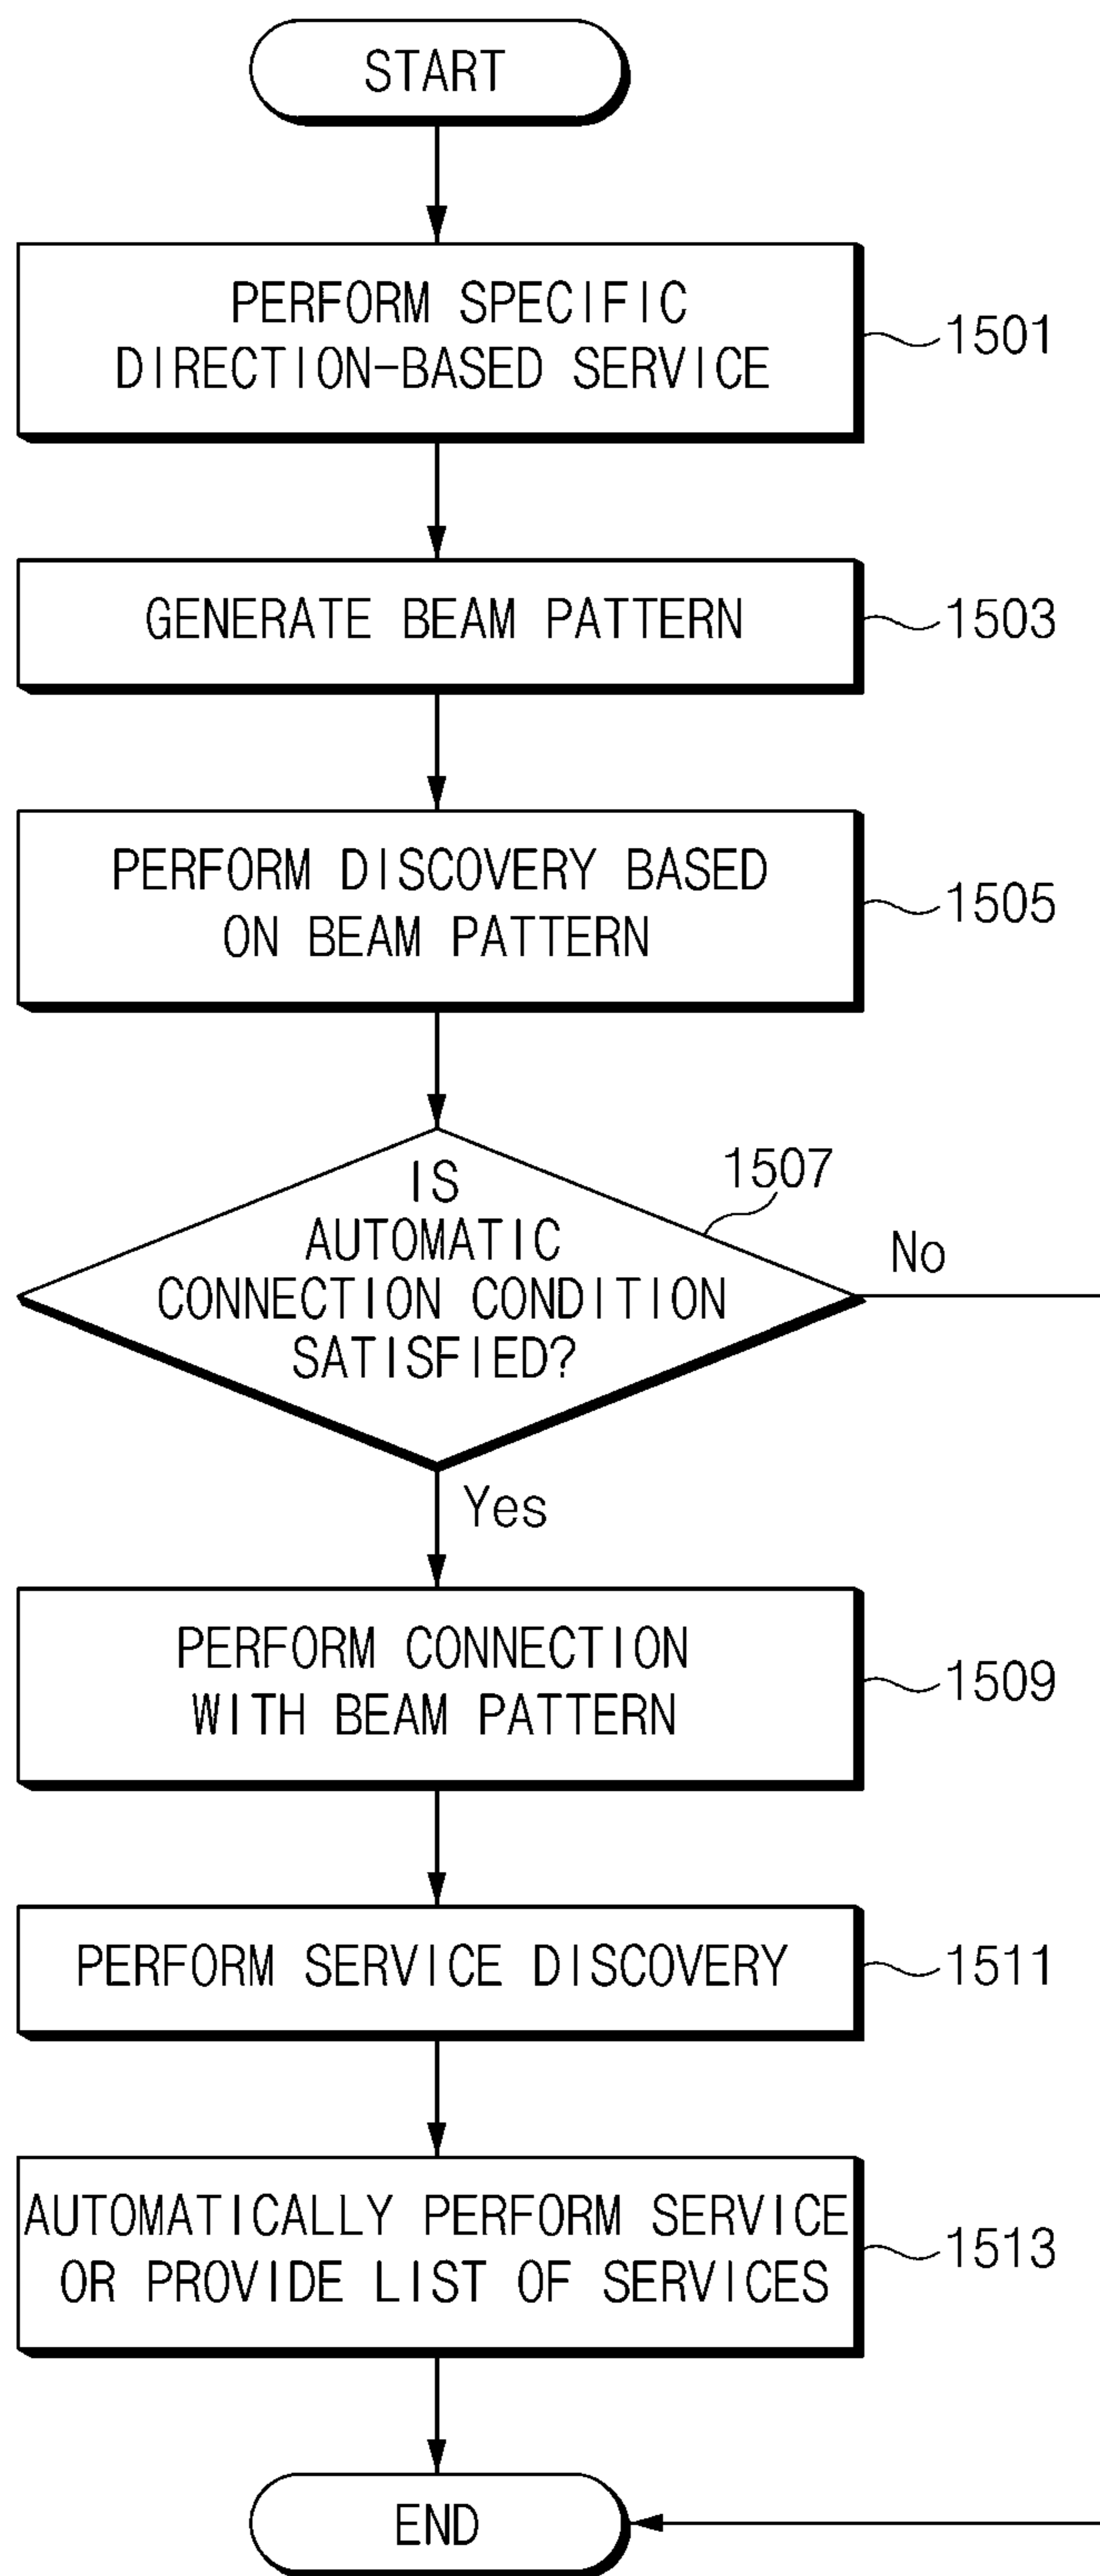 START
PERFORM SPECIFIC
DIRECTION-BASED SERVICE
1501
GENERATE BEAM PATTERN
1503
PERFORM DISCOVERY BASED
ON BEAM PATTERN
1505
IS
AUTOMATIC
CONNECTION CONDITION
SATISFIED?
1507
No
Yes
PERFORM CONNECTION
WITH BEAM PATTERN
1509
PERFORM SERVICE DISCOVERY
1511
AUTOMATICALLY PERFORM SERVICE
OR PROVIDE LIST OF SERVICES
1513
END